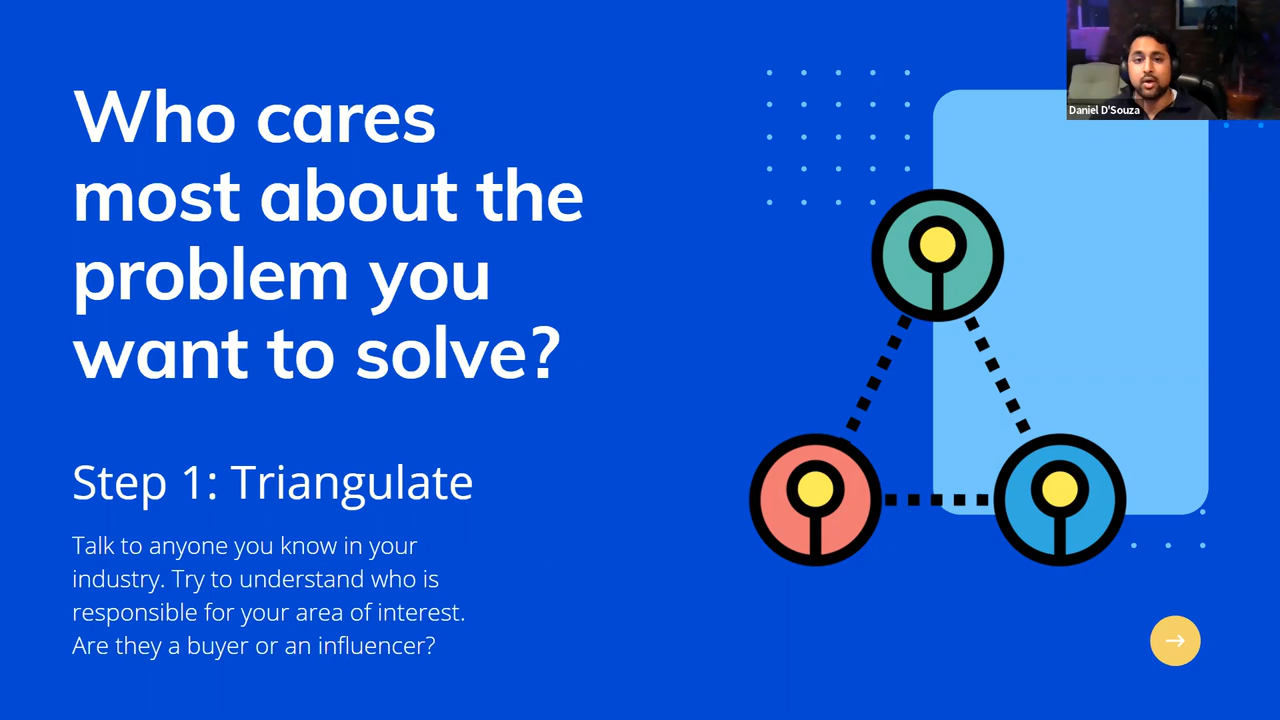 Who cares
most about the
problem you
want to solve?
Step 1: Triangulate
Talk to anyone you know in your
industry. Try to understand who is
responsible for your area of interest.
Are they a buyer or an influencer?
Daniel D'Souza